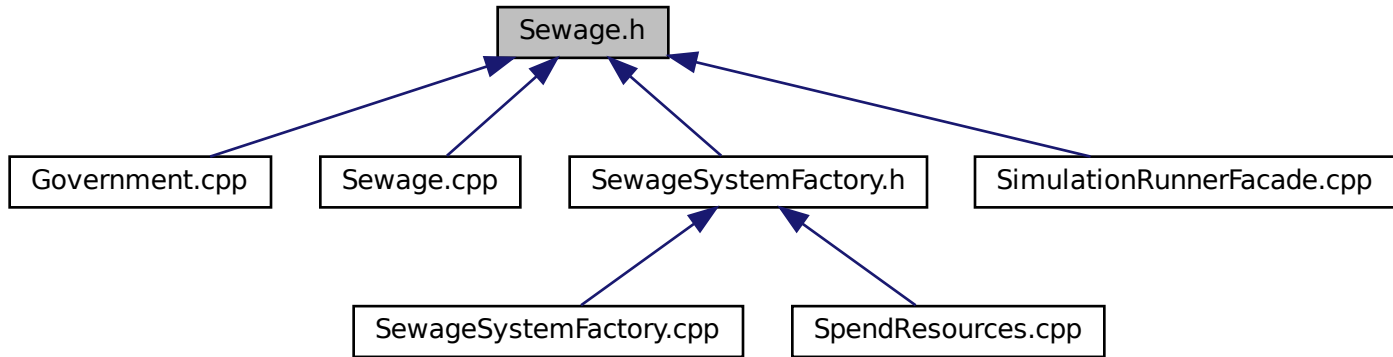 Sewage.h
Government.cpp
Sewage.cpp
SewageSystemFactory.h
SimulationRunnerFacade.cpp
SewageSystemFactory.cpp
SpendResources.cpp